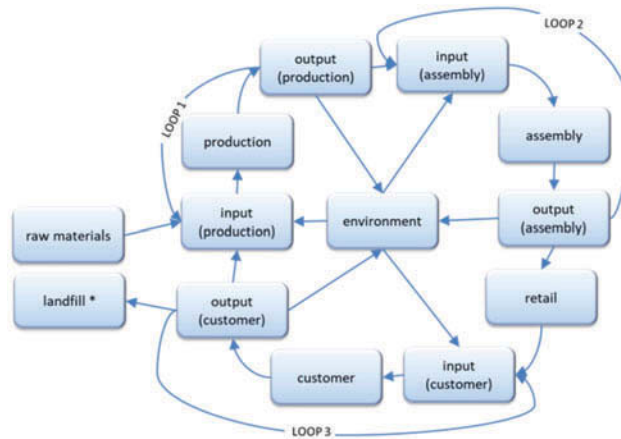 LOOP 2
output
(production)
input
(assembly)
LOOP 1
production
assembly
raw materials
input
(production)
environment
output
(assembly)
landfill *
output
(customer)
retail
customer
input
(customer)
LOOP 3